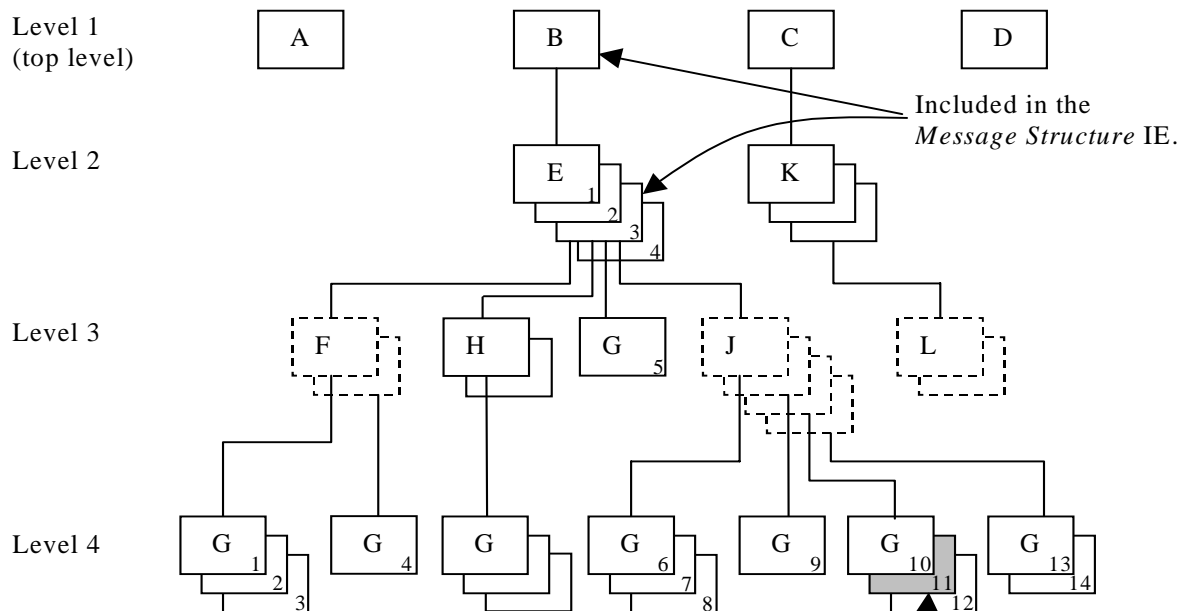 Level 1
(top level)
A
B
C
D
Included in the
Message Structure IE.
Level 2
E
1
2
3
4
K
Level 3
F
H
G
5
J
L
Level 4
G
1
2
3
G
4
G
G
6
7
8
G
9
G
10
11
12
G
13
14